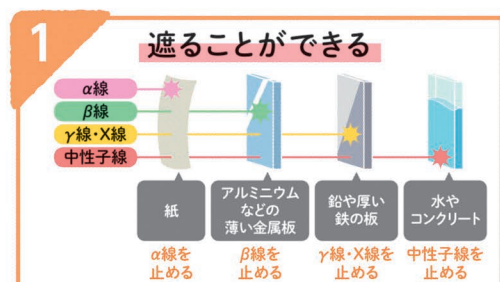 1
遮ることができる
α線
β線
γ線・X線
中性子線
紙
アルミニウム
などの
薄い金属板
鉛や厚い
鉄の板
水や
コンクリート
α線を
止める
β線を
止める
γ線・X線を
止める
中性子線を
止める